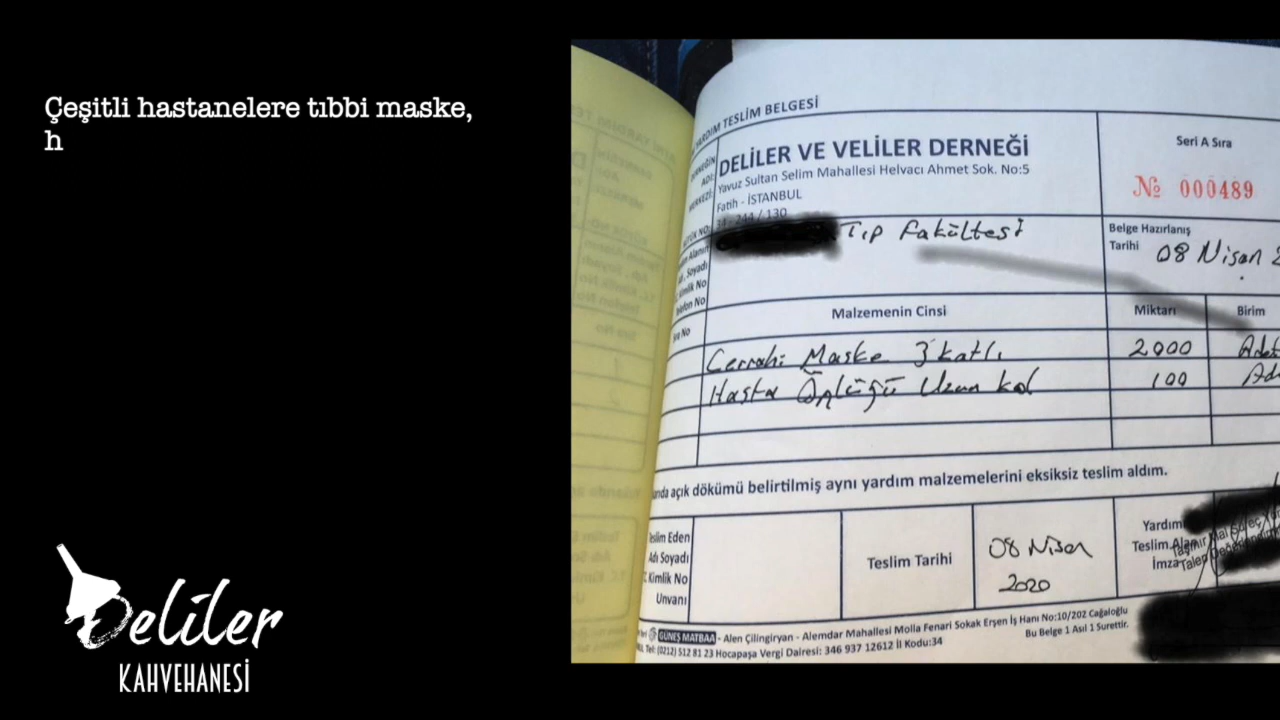 Çeşitli hastanelere tıbbi maske,
h
YARDIM TESLİM BELGESİ
DELİLER VE VELİLER DERNEĞİ
Yavuz Sultan Selim Mahallesi Helvacı Ahmet Sok. No:5
Fatih - İSTANBUL
34 - 244 / 130
Seri A Sıra
№ 000489
Tıp Fakültesi
Belge Hazırlanış
Tarihi 08 Nisan 2
Kimlik No
Malzemenin Cinsi Miktarı Birim
Cerrahi Maske 3 katlı 2000 Adet
Hasta Önlüğü Uzun kol 100 Ad
açık dökümü belirtilmiş aynı yardım malzemelerini eksiksiz teslim aldım.
Teslim Eden
Adı Soyadı
Kimlik No
Unvanı
Teslim Tarihi
08 Nisan
2020
Yardım
Teslim Alan
İmza
GÜNEŞ MATBAA - Alen Çilingiryan - Alemdar Mahallesi Molla Fenari Sokak Erşen İş Hanı No:10/202 Cağaloğlu
Tel: (0212) 512 81 23 Hocapaşa Vergi Dairesi: 346 937 12612 İl Kodu:34
Bu Belge 1 Asıl 1 Surettir.
Deliler
KAHVEHANESİ